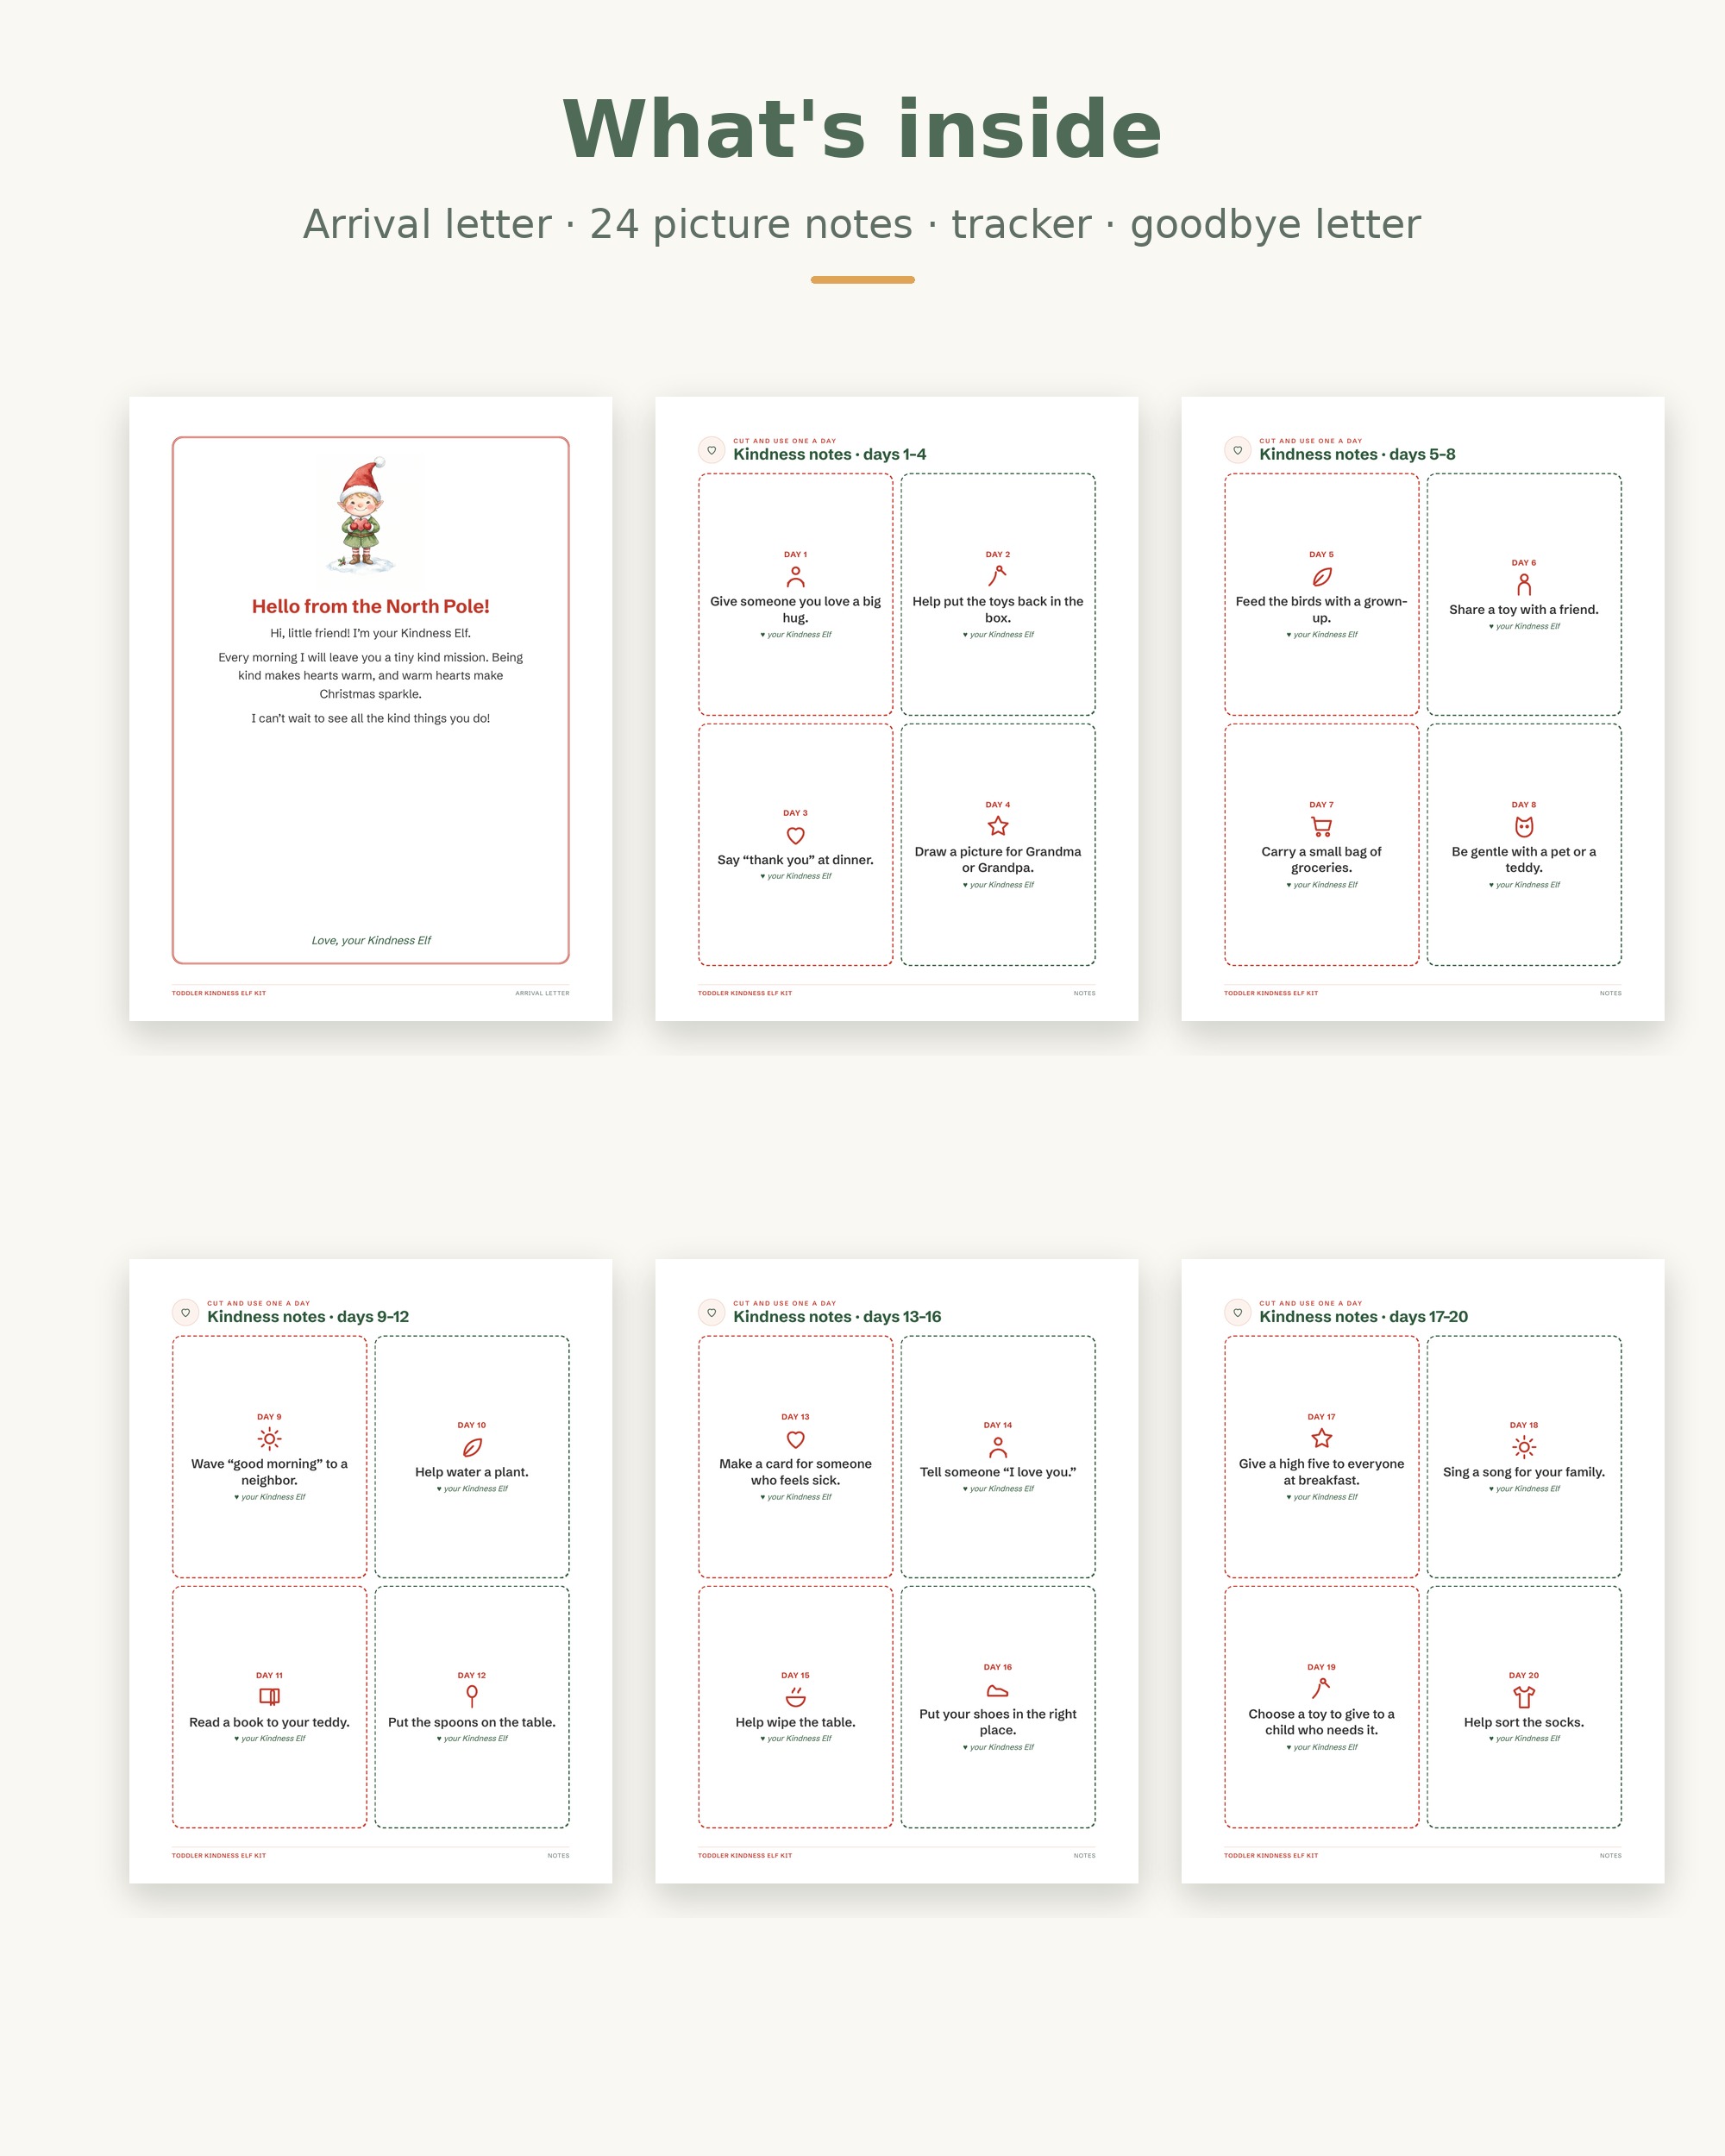 What's inside
Arrival letter · 24 picture notes · tracker · goodbye letter
Hello from the North Pole!
Hi, little friend! I’m your Kindness Elf.
Every morning I will leave you a tiny kind mission. Being
kind makes hearts warm, and warm hearts make
Christmas sparkle.
I can’t wait to see all the kind things you do!
Love, your Kindness Elf
TODDLER KINDNESS ELF KIT
ARRIVAL LETTER
CUT AND USE ONE A DAY
Kindness notes · days 1–4
DAY 1
Give someone you love a big
hug.
♥ your Kindness Elf
DAY 2
Help put the toys back in the
box.
♥ your Kindness Elf
DAY 3
Say “thank you” at dinner.
♥ your Kindness Elf
DAY 4
Draw a picture for Grandma
or Grandpa.
♥ your Kindness Elf
TODDLER KINDNESS ELF KIT
NOTES
CUT AND USE ONE A DAY
Kindness notes · days 5–8
DAY 5
Feed the birds with a grown-
up.
♥ your Kindness Elf
DAY 6
Share a toy with a friend.
♥ your Kindness Elf
DAY 7
Carry a small bag of
groceries.
♥ your Kindness Elf
DAY 8
Be gentle with a pet or a
teddy.
♥ your Kindness Elf
TODDLER KINDNESS ELF KIT
NOTES
CUT AND USE ONE A DAY
Kindness notes · days 9–12
DAY 9
Wave “good morning” to a
neighbor.
♥ your Kindness Elf
DAY 10
Help water a plant.
♥ your Kindness Elf
DAY 11
Read a book to your teddy.
♥ your Kindness Elf
DAY 12
Put the spoons on the table.
♥ your Kindness Elf
TODDLER KINDNESS ELF KIT
NOTES
CUT AND USE ONE A DAY
Kindness notes · days 13–16
DAY 13
Make a card for someone
who feels sick.
♥ your Kindness Elf
DAY 14
Tell someone “I love you.”
♥ your Kindness Elf
DAY 15
Help wipe the table.
♥ your Kindness Elf
DAY 16
Put your shoes in the right
place.
♥ your Kindness Elf
TODDLER KINDNESS ELF KIT
NOTES
CUT AND USE ONE A DAY
Kindness notes · days 17–20
DAY 17
Give a high five to everyone
at breakfast.
♥ your Kindness Elf
DAY 18
Sing a song for your family.
♥ your Kindness Elf
DAY 19
Choose a toy to give to a
child who needs it.
♥ your Kindness Elf
DAY 20
Help sort the socks.
♥ your Kindness Elf
TODDLER KINDNESS ELF KIT
NOTES